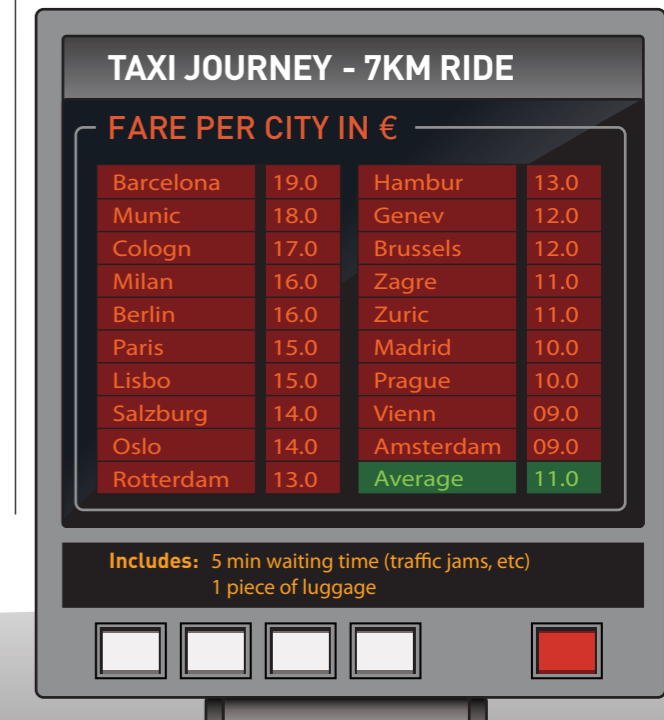 TAXI JOURNEY - 7KM RIDE
FARE PER CITY IN €
Barcelona 19.0
Munic 18.0
Cologn 17.0
Milan 16.0
Berlin 16.0
Paris 15.0
Lisbo 15.0
Salzburg 14.0
Oslo 14.0
Rotterdam 13.0
Hambur 13.0
Genev 12.0
Brussels 12.0
Zagre 11.0
Zuric 11.0
Madrid 10.0
Prague 10.0
Vienn 09.0
Amsterdam 09.0
Average 11.0
Includes: 5 min waiting time (traffic jams, etc)
1 piece of luggage